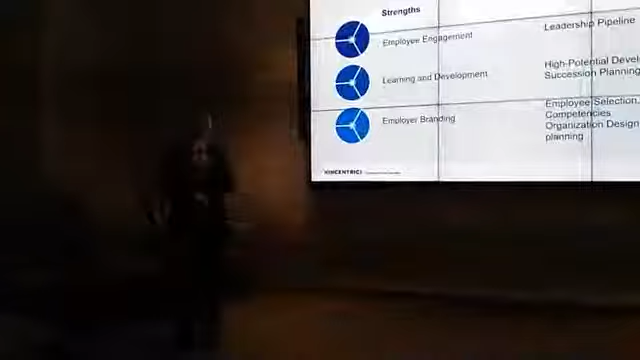 Strengths
Leadership Pipeline
Employee Engagement
High-Potential Devel
Learning and Development
Succession Planning
Employee Selection,
Employer Branding
Competencies
Organization Design
planning